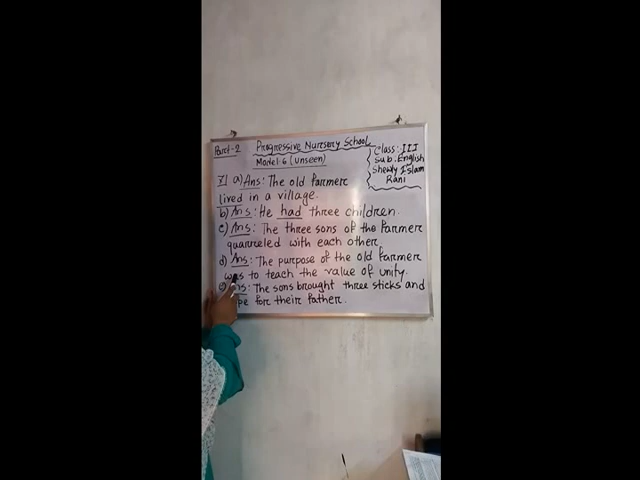 Part-2 Progressive Nursery School
Model:6 (unseen)
Class: III
Sub: English
Shewly Islam
Rani
7| a) Ans: The old farmer
lived in a village.
b) Ans: He had three children.
c) Ans: The three sons of the farmer
quarreled with each other
d) Ans: The purpose of the old farmer
was to teach the value of unity.
Ans: The sons brought three sticks and
for their father.